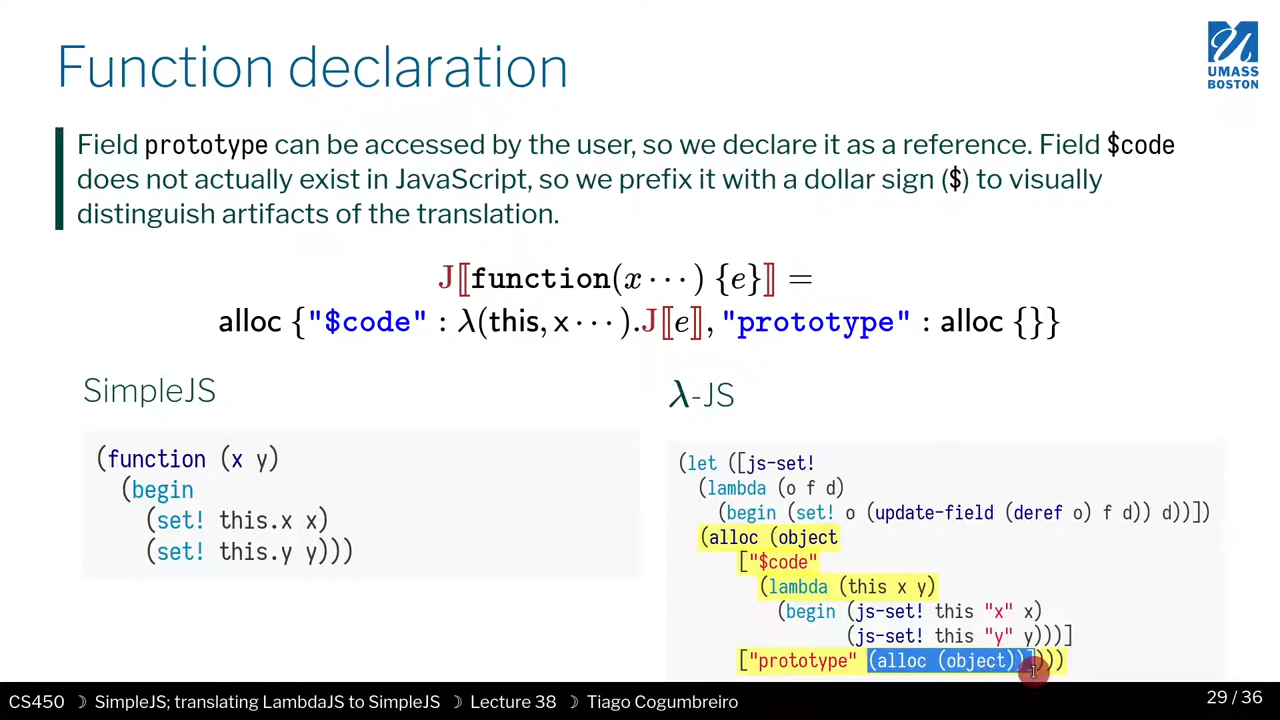 Function declaration
UMASS
BOSTON
Field prototype can be accessed by the user, so we declare it as a reference. Field $code
does not actually exist in JavaScript, so we prefix it with a dollar sign ($) to visually
distinguish artifacts of the translation.
J⟦function(x⋯) {e}⟧ =
alloc {"$code" : λ(this, x⋯).J⟦e⟧, "prototype" : alloc {}}
SimpleJS
(function (x y)
(begin
(set! this.x x)
(set! this.y y)))
λ-JS
(let ([js-set!
(lambda (o f d)
(begin (set! o (update-field (deref o) f d)) d))])
(alloc (object
["$code"
(lambda (this x y)
(begin (js-set! this "x" x)
(js-set! this "y" y)))]
["prototype" (alloc (object))])))
CS450 ☽ SimpleJS; translating LambdaJS to SimpleJS ☽ Lecture 38 ☽ Tiago Cogumbreiro
29 / 36